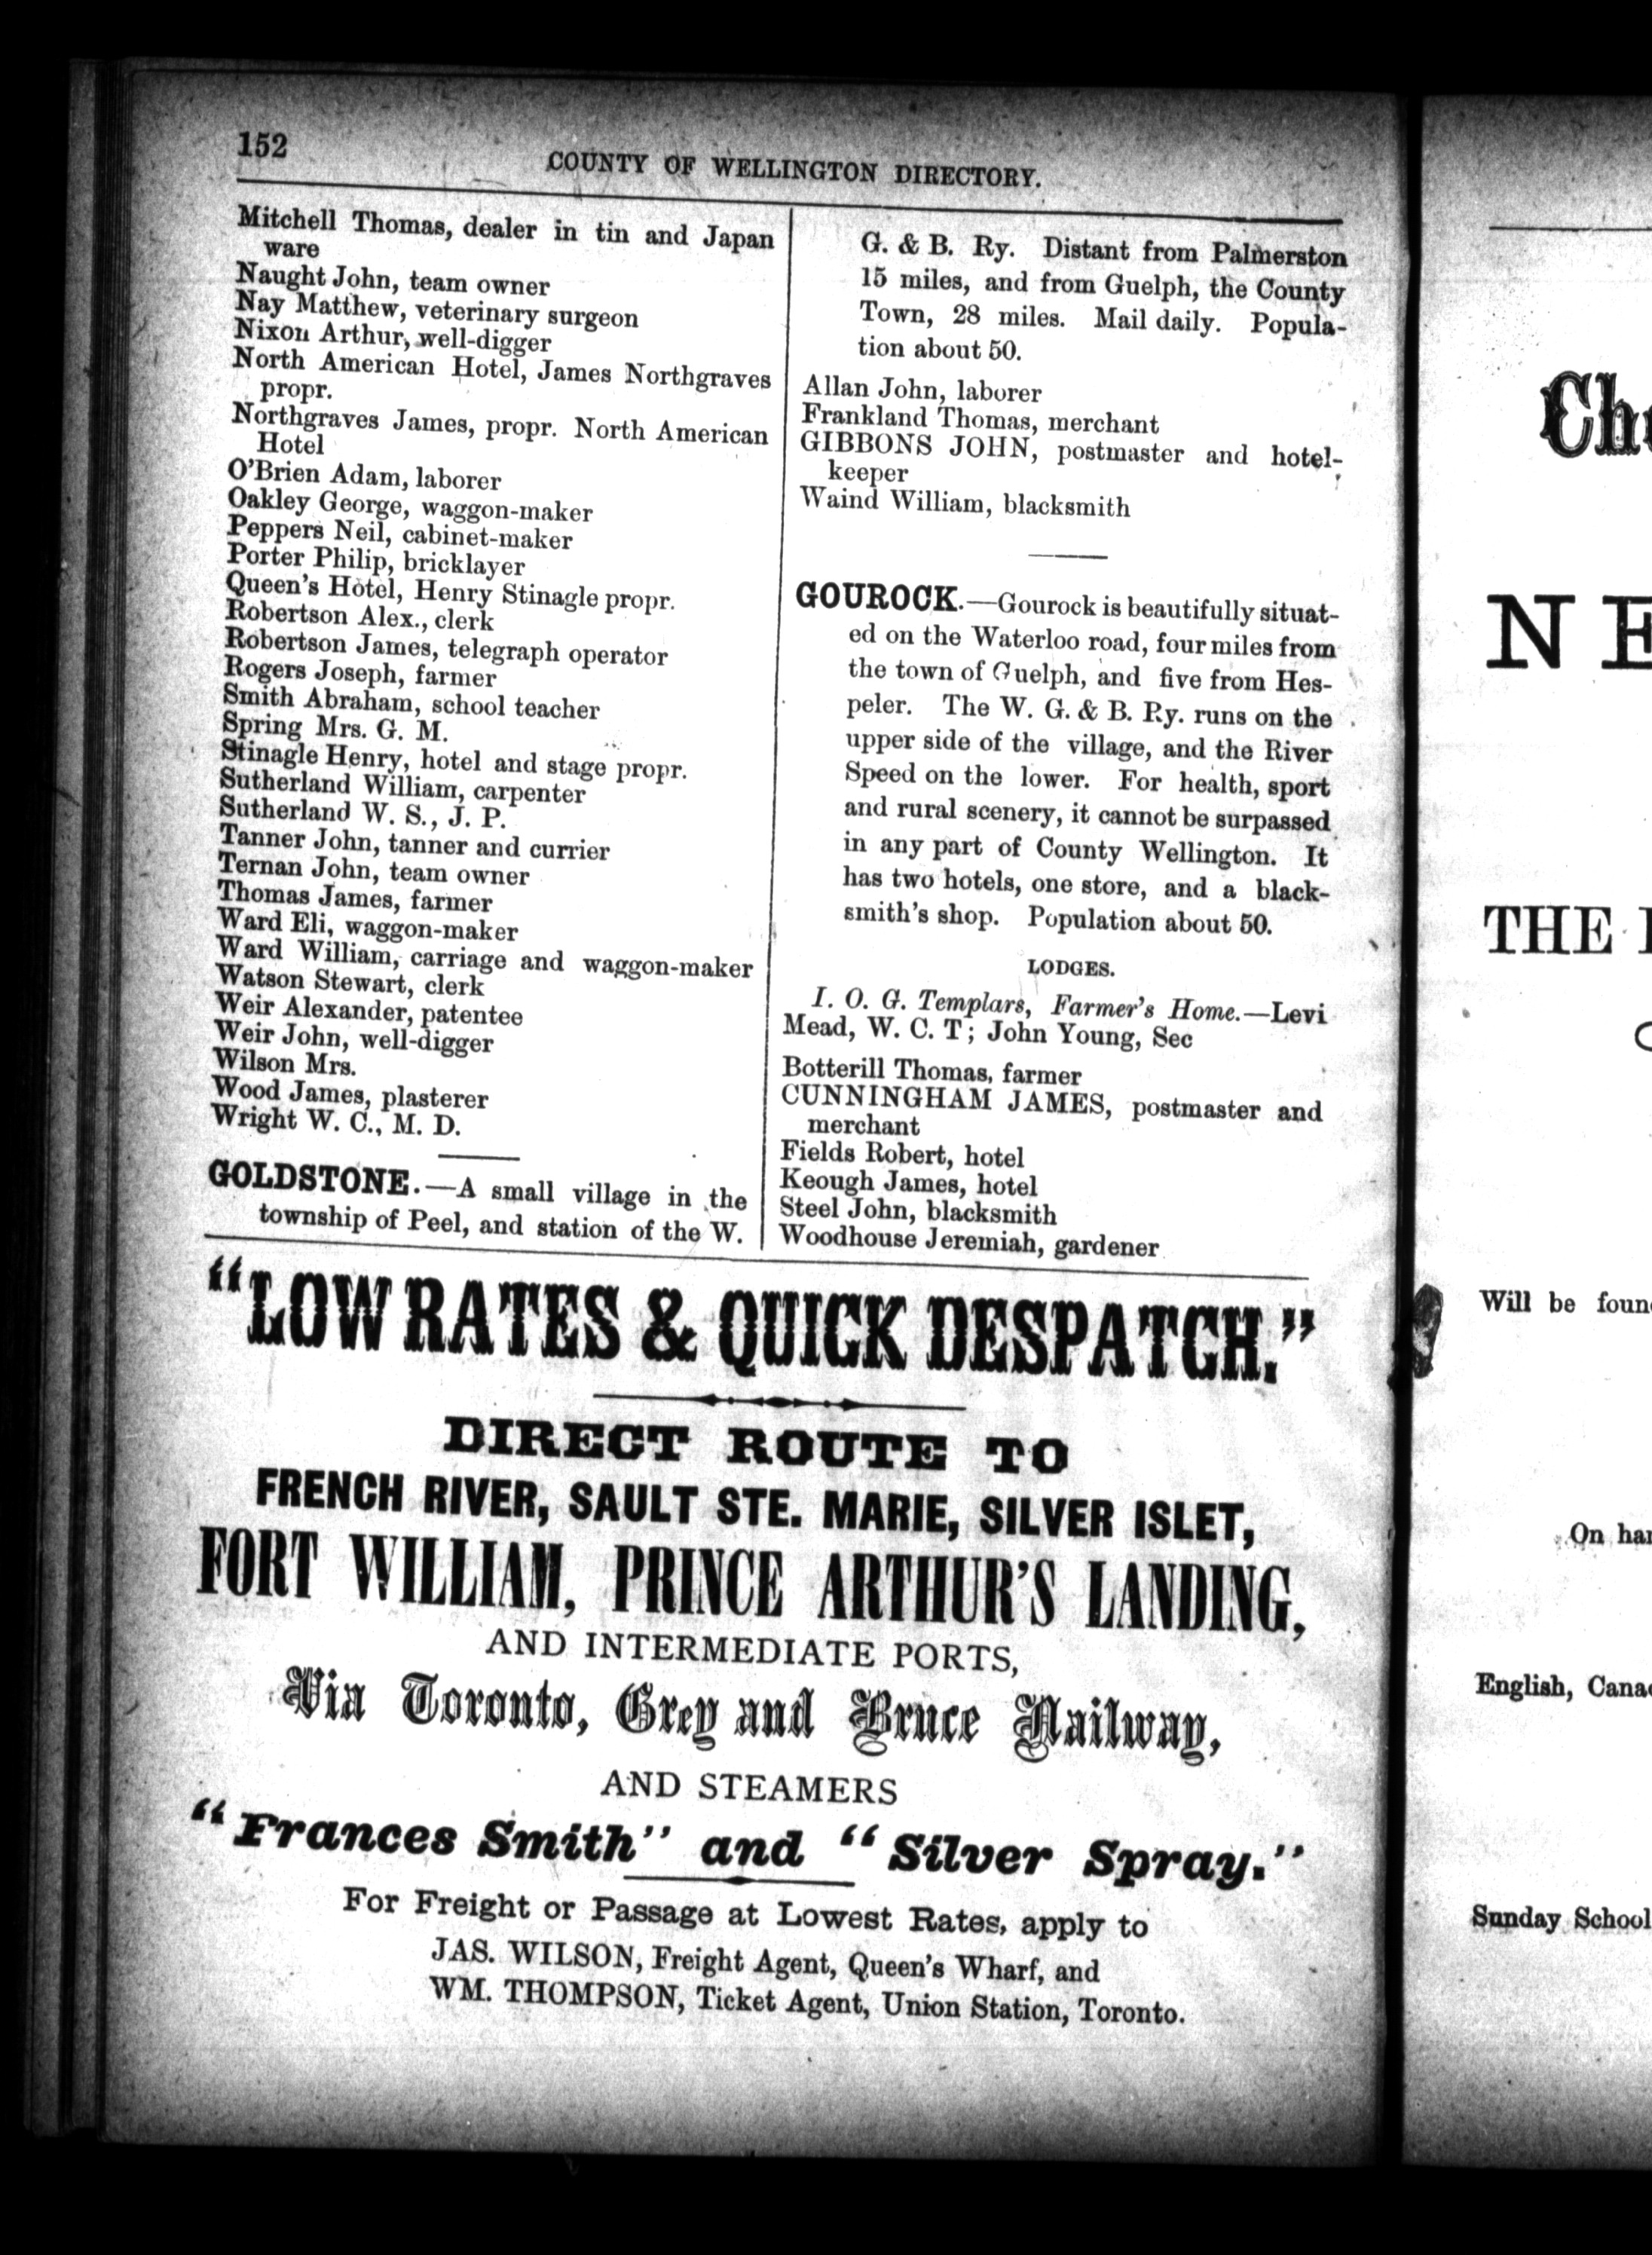 152
COUNTY OF WELLINGTON DIRECTORY.
Mitchell Thomas, dealer in tin and Japan
ware
Naught John, team owner
Nay Matthew, veterinary surgeon
Nixon Arthur, well-digger
North American Hotel, James Northgraves
propr.
Northgraves James, propr. North American
Hotel
O'Brien Adam, laborer
Oakley George, waggon-maker
Peppers Neil, cabinet-maker
Porter Philip, bricklayer
Queen's Hotel, Henry Stinagle propr.
Robertson Alex., clerk
Robertson James, telegraph operator
Rogers Joseph, farmer
Smith Abraham, school teacher
Spring Mrs. G. M.
Stinagle Henry, hotel and stage propr.
Sutherland William, carpenter
Sutherland W. S., J. P.
Tanner John, tanner and currier
Ternan John, team owner
Thomas James, farmer
Ward Eli, waggon-maker
Ward William, carriage and waggon-maker
Watson Stewart, clerk
Weir Alexander, patentee
Weir John, well-digger
Wilson Mrs.
Wood James, plasterer
Wright W. C., M. D.
GOLDSTONE.—A small village in the
township of Peel, and station of the W.
G. & B. Ry. Distant from Palmerston
15 miles, and from Guelph, the County
Town, 28 miles. Mail daily. Popula-
tion about 50.
Allan John, laborer
Frankland Thomas, merchant
GIBBONS JOHN, postmaster and hotel-
keeper
Waind William, blacksmith
GOUROCK.—Gourock is beautifully situat-
ed on the Waterloo road, four miles from
the town of Guelph, and five from Hes-
peler. The W. G. & B. Ry. runs on the
upper side of the village, and the River
Speed on the lower. For health, sport
and rural scenery, it cannot be surpassed
in any part of County Wellington. It
has two hotels, one store, and a black-
smith's shop. Population about 50.
LODGES.
I. O. G. Templars, Farmer's Home.—Levi
Mead, W. C. T; John Young, Sec
Botterill Thomas, farmer
CUNNINGHAM JAMES, postmaster and
merchant
Fields Robert, hotel
Keough James, hotel
Steel John, blacksmith
Woodhouse Jeremiah, gardener
"LOW RATES & QUICK DESPATCH."
DIRECT ROUTE TO
FRENCH RIVER, SAULT STE. MARIE, SILVER ISLET,
FORT WILLIAM, PRINCE ARTHUR'S LANDING,
AND INTERMEDIATE PORTS,
Via Toronto, Grey and Bruce Railway,
AND STEAMERS
"Frances Smith" and "Silver Spray."
For Freight or Passage at Lowest Rates, apply to
JAS. WILSON, Freight Agent, Queen's Wharf, and
WM. THOMPSON, Ticket Agent, Union Station, Toronto.
NE
THE
Will be foun
On ha
English, Cana
Sunday School